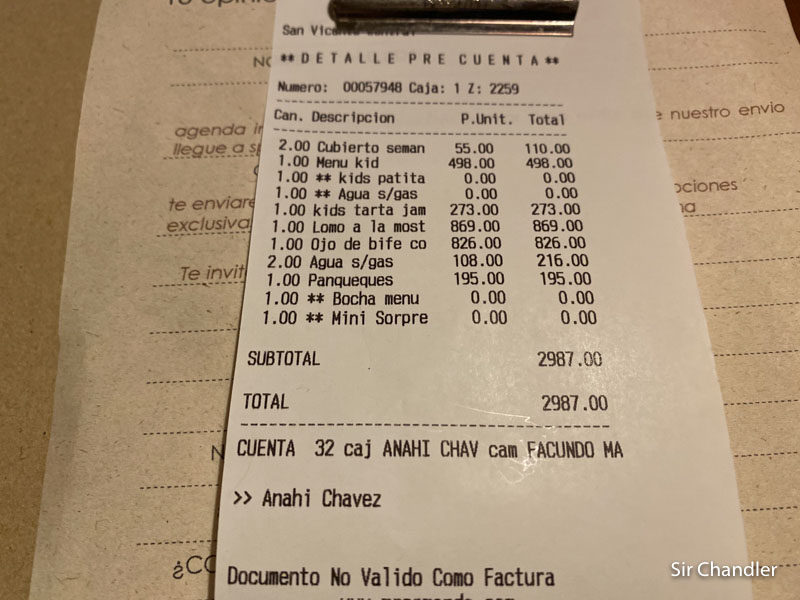 San Vicente
** D E T A L L E  P R E  C U E N T A **
Numero: 00057948 Caja: 1 Z: 2259
Can. Descripcion P.Unit. Total
2.00 Cubierto seman 55.00 110.00
1.00 Menu kid 498.00 498.00
1.00 ** kids patita 0.00 0.00
1.00 ** Agua s/gas 0.00 0.00
1.00 kids tarta jam 273.00 273.00
1.00 Lomo a la most 869.00 869.00
1.00 Ojo de bife co 826.00 826.00
2.00 Agua s/gas 108.00 216.00
1.00 Panqueques 195.00 195.00
1.00 ** Bocha menu 0.00 0.00
1.00 ** Mini Sorpre 0.00 0.00
SUBTOTAL 2987.00
TOTAL 2987.00
CUENTA 32 caj ANAHI CHAV cam FACUNDO MA
>> Anahi Chavez
Documento No Valido Como Factura
agenda
nuestro envio
llegue a
te enviare
exclusiva
Te invit
Sir Chandler